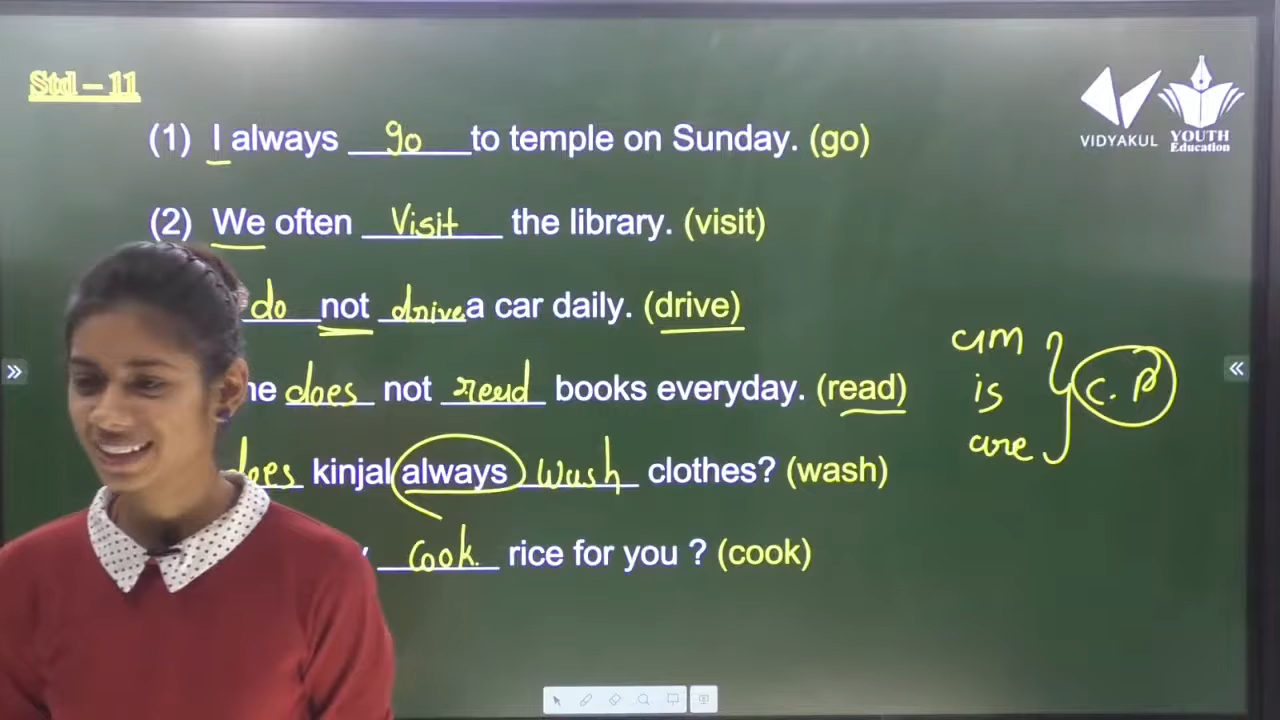 Std – 11
VIDYAKUL
YOUTH
Education
(1) I always go to temple on Sunday. (go)
(2) We often Visit the library. (visit)
do not drive a car daily. (drive)
he does not read books everyday. (read)
does kinjal always wash clothes? (wash)
cook rice for you ? (cook)
am
is
are
C. P